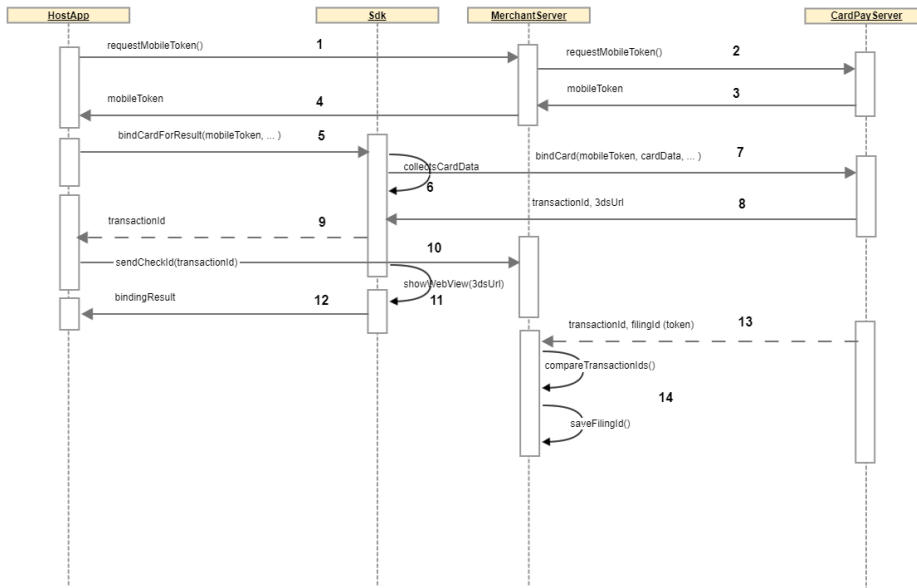 HostApp
Sdk
MerchantServer
CardPayServer
requestMobileToken()
1
requestMobileToken()
2
mobileToken
3
mobileToken
4
bindCardForResult(mobileToken, ... )
5
collectsCardData
6
bindCard(mobileToken, cardData, ... )
7
transactionId, 3dsUrl
8
transactionId
9
sendCheckId(transactionId)
10
showWebView(3dsUrl)
11
bindingResult
12
transactionId, filingId (token)
13
compareTransactionIds()
14
saveFilingId()